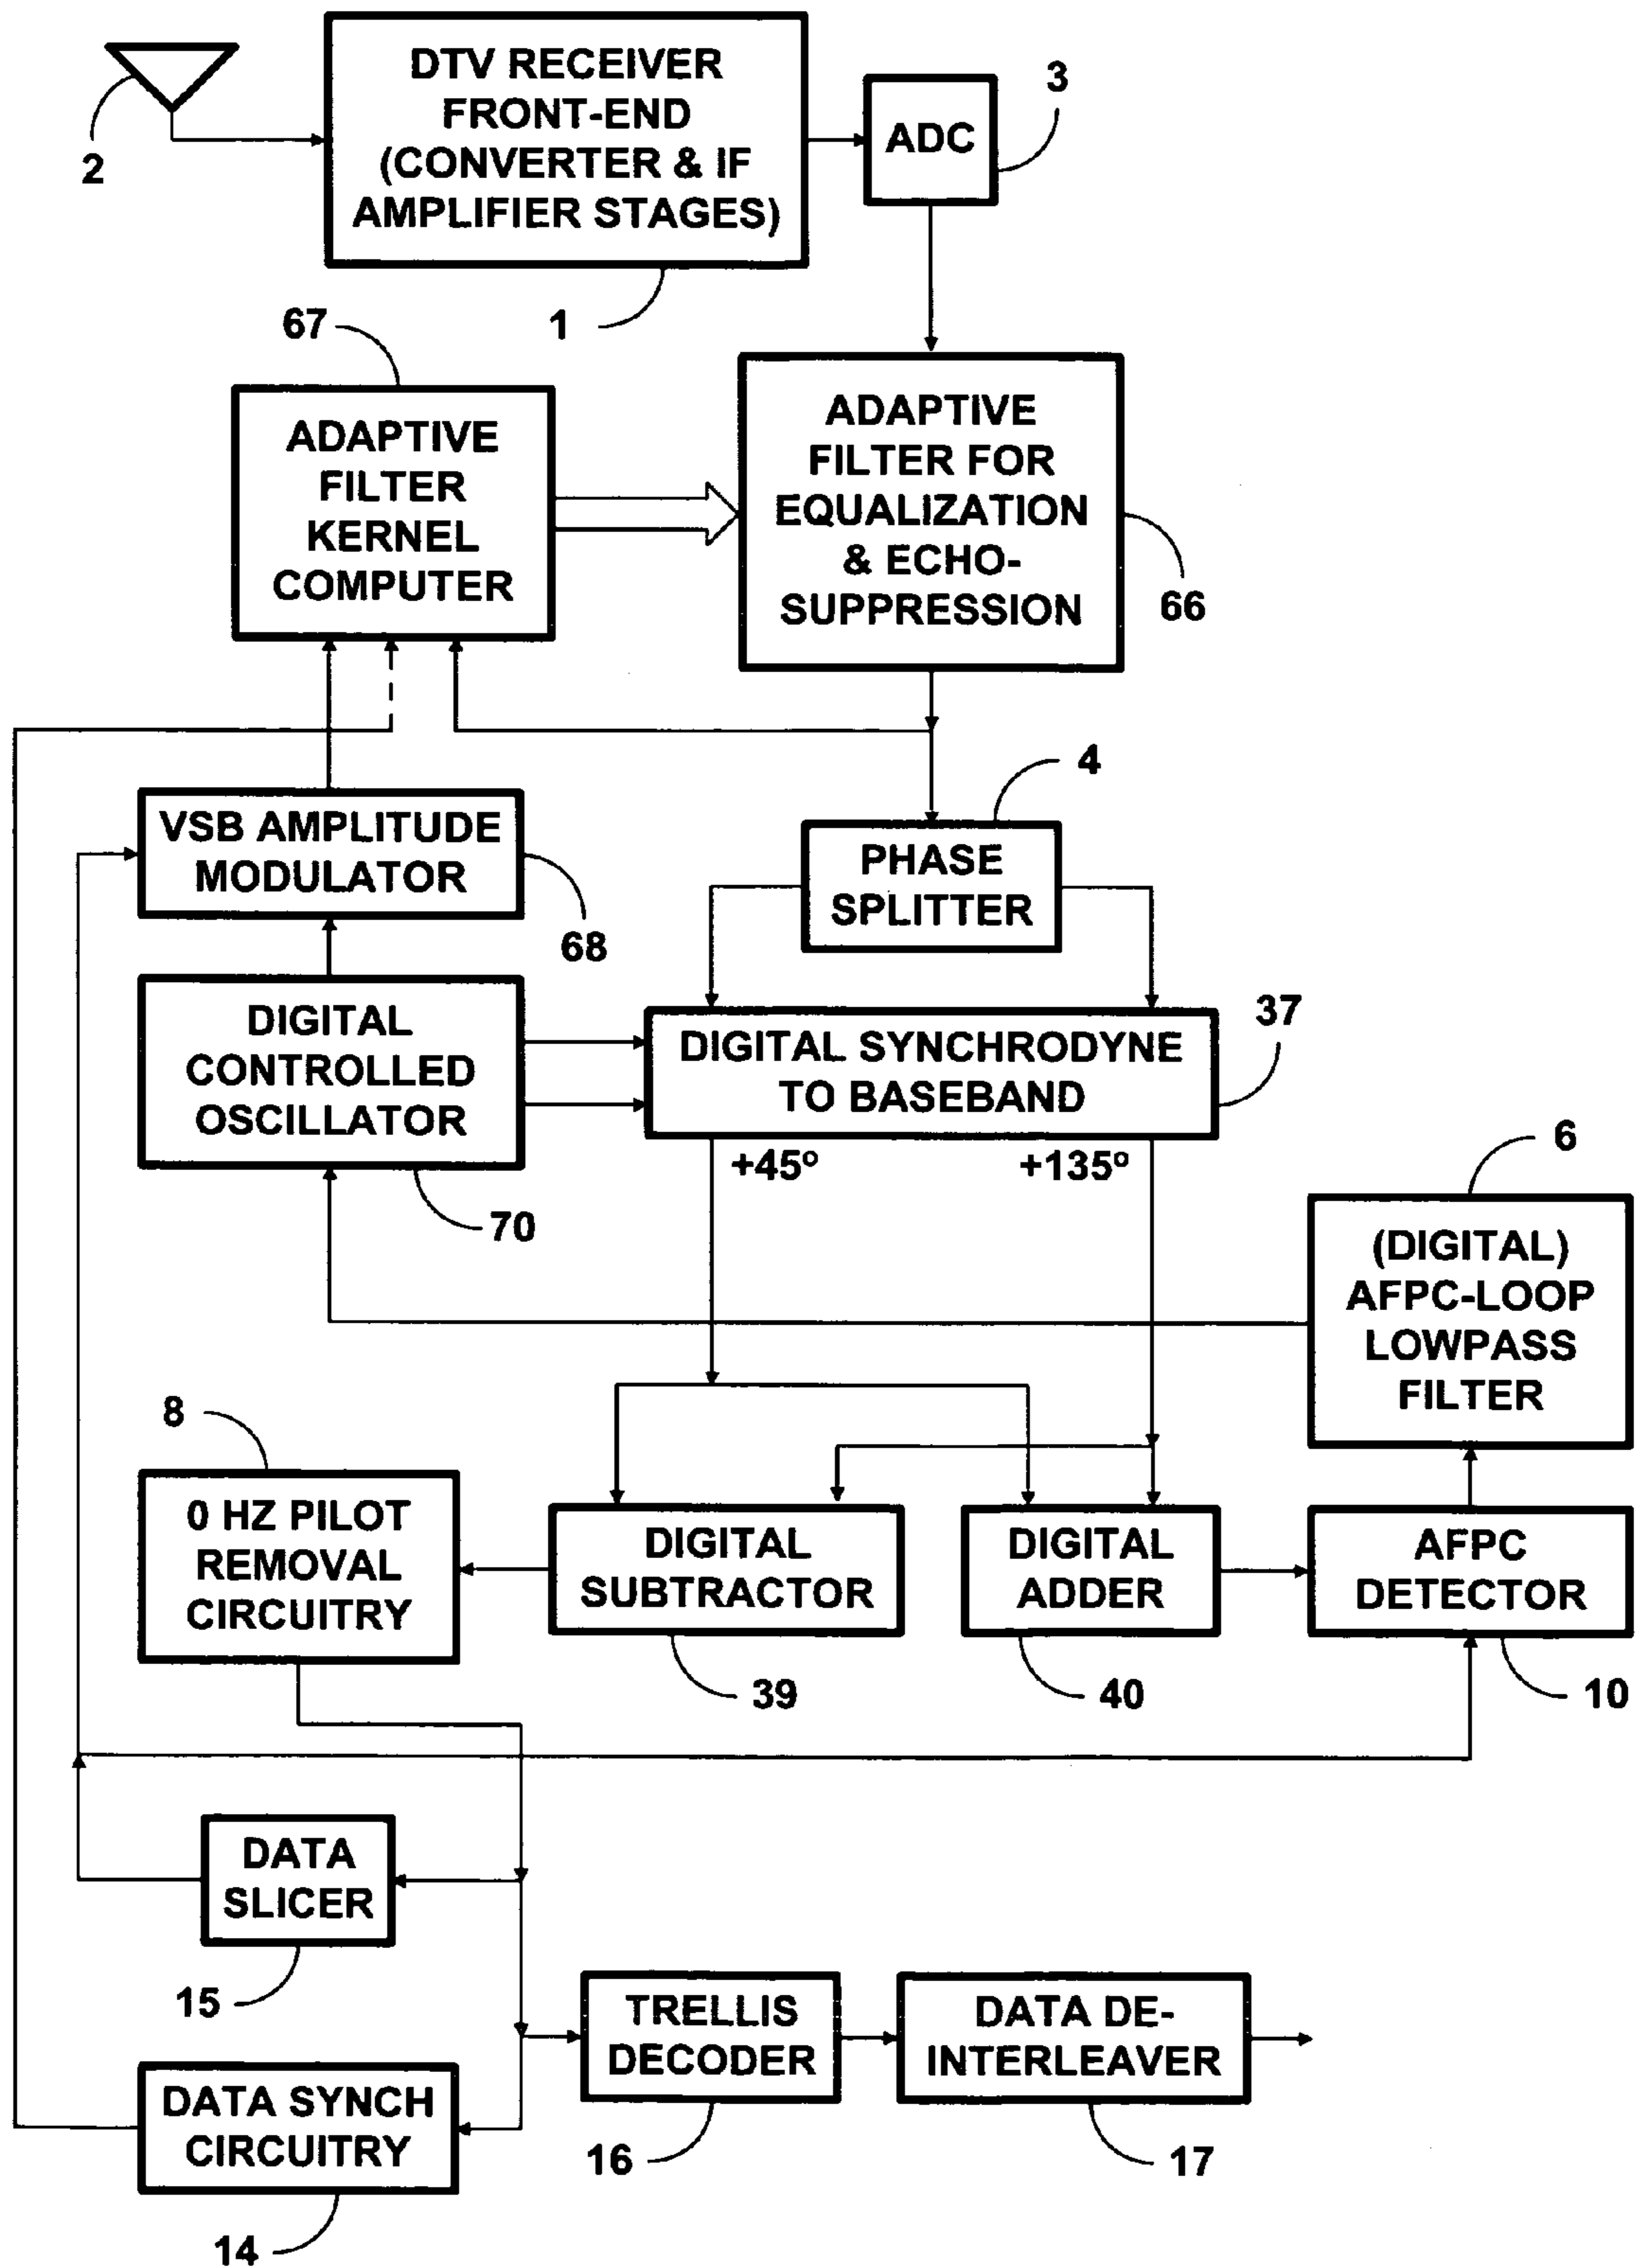 DTV RECEIVER
FRONT-END
(CONVERTER & IF
AMPLIFIER STAGES)
ADC
3
2
1
67
ADAPTIVE
FILTER
KERNEL
COMPUTER
ADAPTIVE
FILTER FOR
EQUALIZATION
& ECHO-
SUPPRESSION
66
4
VSB AMPLITUDE
MODULATOR
68
PHASE
SPLITTER
DIGITAL
CONTROLLED
OSCILLATOR
70
DIGITAL SYNCHRODYNE
TO BASEBAND
37
+45º
+135º
6
(DIGITAL)
AFPC-LOOP
LOWPASS
FILTER
8
0 HZ PILOT
REMOVAL
CIRCUITRY
DIGITAL
SUBTRACTOR
39
DIGITAL
ADDER
40
AFPC
DETECTOR
10
DATA
SLICER
15
TRELLIS
DECODER
16
DATA DE-
INTERLEAVER
17
DATA SYNCH
CIRCUITRY
14